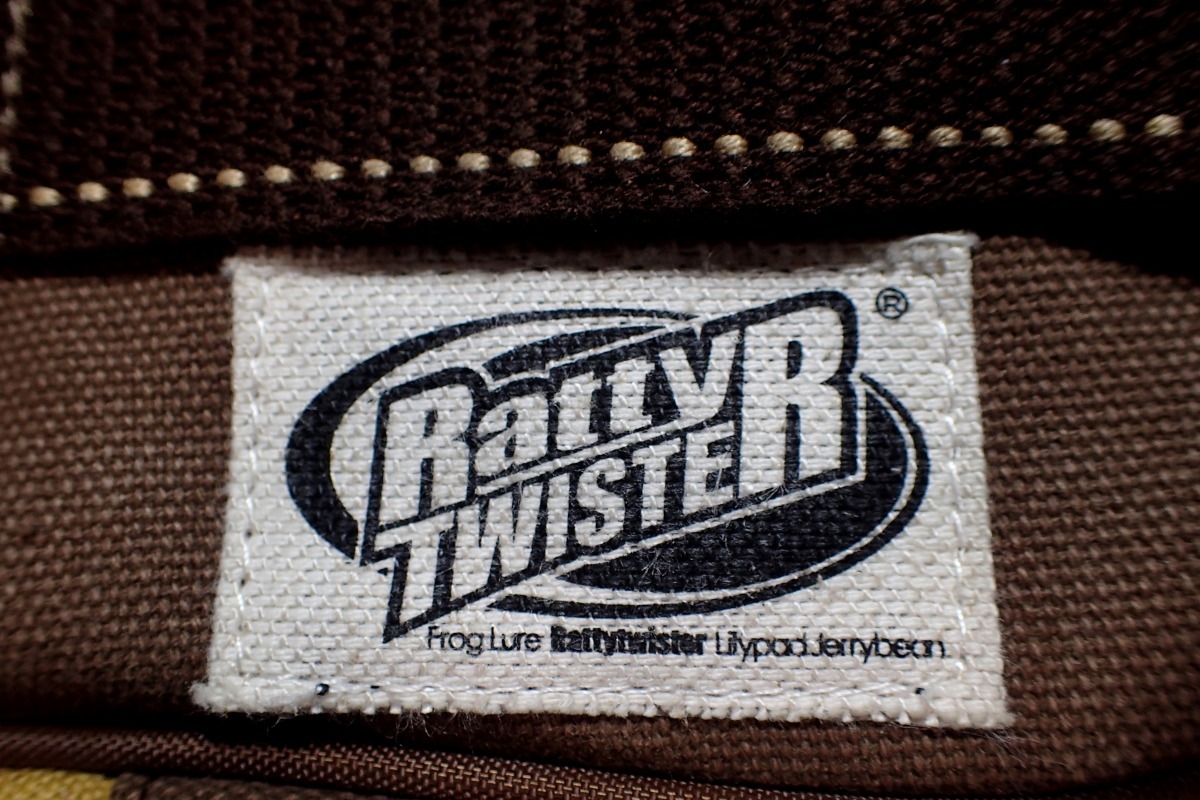 RattyR
TWISTER
®
Frog Lure Rattytwister Lilypad Jerrybean